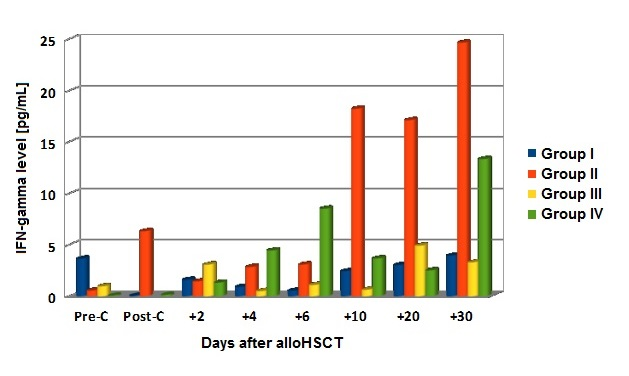 IFN-gamma level [pg/mL]
25
20
15
10
5
0
Pre-C Post-C +2 +4 +6 +10 +20 +30
Days after alloHSCT
Group I
Group II
Group III
Group IV